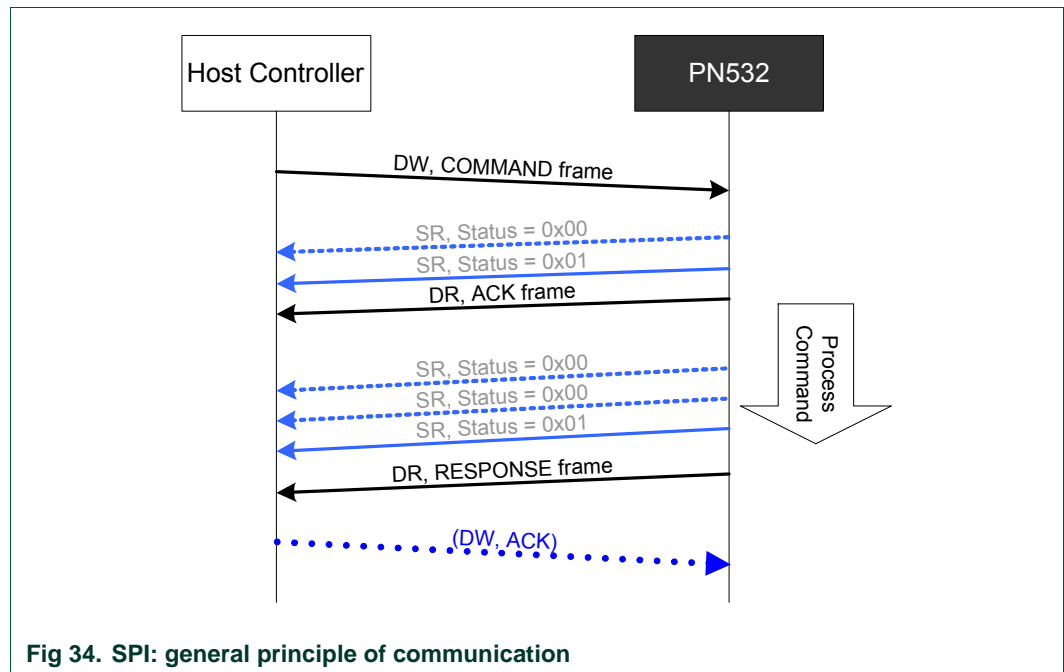 Host Controller
PN532
DW, COMMAND frame
SR, Status = 0x00
SR, Status = 0x01
DR, ACK frame
Process
Command
SR, Status = 0x00
SR, Status = 0x00
SR, Status = 0x01
DR, RESPONSE frame
(DW, ACK)
Fig 34. SPI: general principle of communication